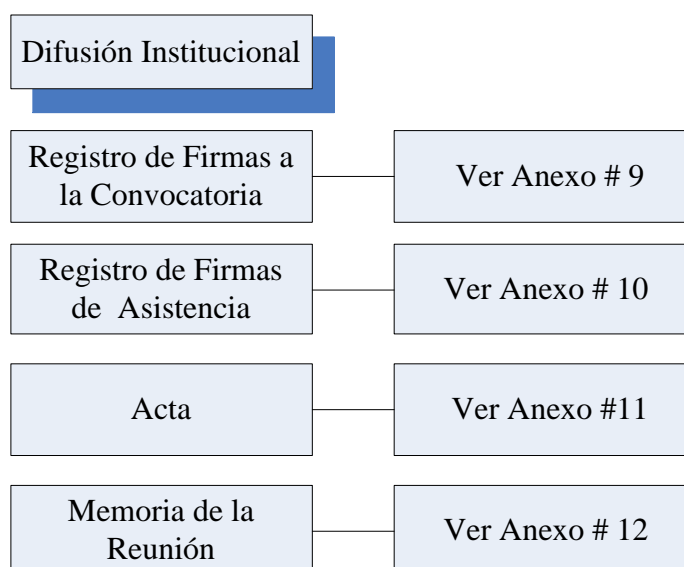 Difusión Institucional
Registro de Firmas a
la Convocatoria
Ver Anexo # 9
Registro de Firmas
de Asistencia
Ver Anexo # 10
Acta
Ver Anexo #11
Memoria de la
Reunión
Ver Anexo # 12